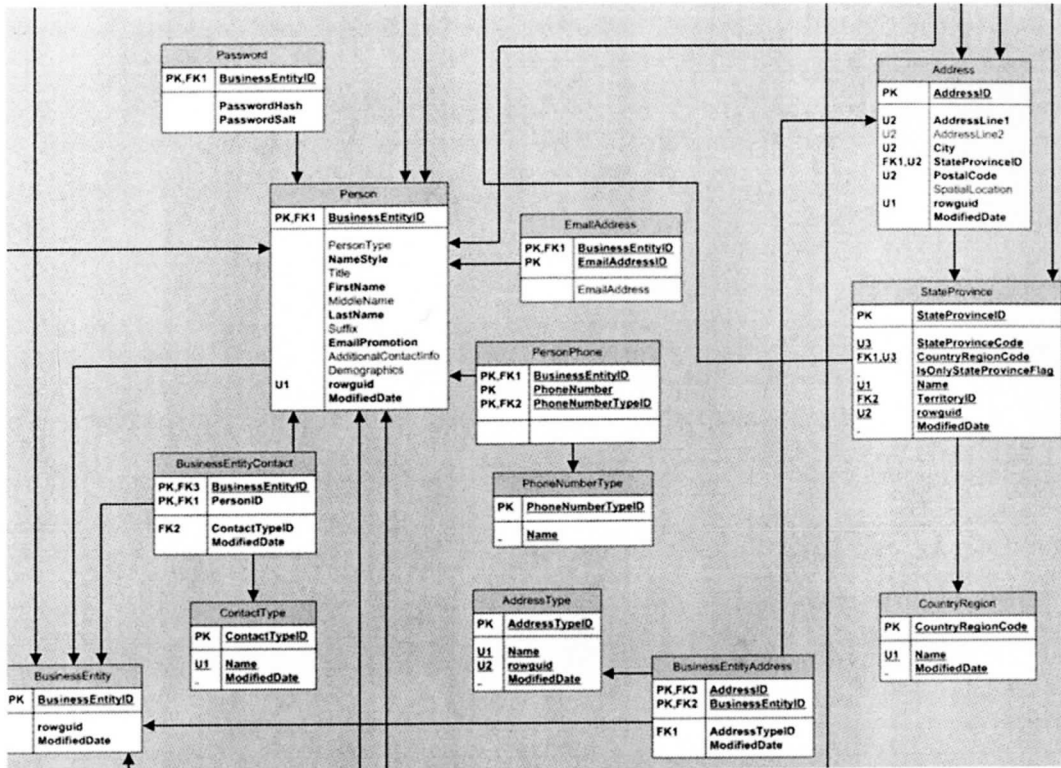 Password
PK,FK1 BusinessEntityID
PasswordHash
PasswordSalt
Address
PK AddressID
U2 AddressLine1
U2 AddressLine2
U2 City
FK1,U2 StateProvinceID
U2 PostalCode
SpatialLocation
U1 rowguid
ModifiedDate
Person
PK,FK1 BusinessEntityID
PersonType
NameStyle
Title
FirstName
MiddleName
LastName
Suffix
EmailPromotion
AdditionalContactInfo
Demographics
U1 rowguid
ModifiedDate
EmailAddress
PK,FK1 BusinessEntityID
PK EmailAddressID
EmailAddress
StateProvince
PK StateProvinceID
U3 StateProvinceCode
FK1,U3 CountryRegionCode
IsOnlyStateProvinceFlag
U1 Name
FK2 TerritoryID
U2 rowguid
ModifiedDate
PersonPhone
PK,FK1 BusinessEntityID
PK PhoneNumber
PK,FK2 PhoneNumberTypeID
BusinessEntityContact
PK,FK3 BusinessEntityID
PK,FK1 PersonID
FK2 ContactTypeID
ModifiedDate
PhoneNumberType
PK PhoneNumberTypeID
Name
ContactType
PK ContactTypeID
U1 Name
ModifiedDate
AddressType
PK AddressTypeID
U1 Name
U2 rowguid
ModifiedDate
CountryRegion
PK CountryRegionCode
U1 Name
ModifiedDate
BusinessEntity
PK BusinessEntityID
rowguid
ModifiedDate
BusinessEntityAddress
PK,FK3 AddressID
PK,FK2 BusinessEntityID
FK1 AddressTypeID
ModifiedDate